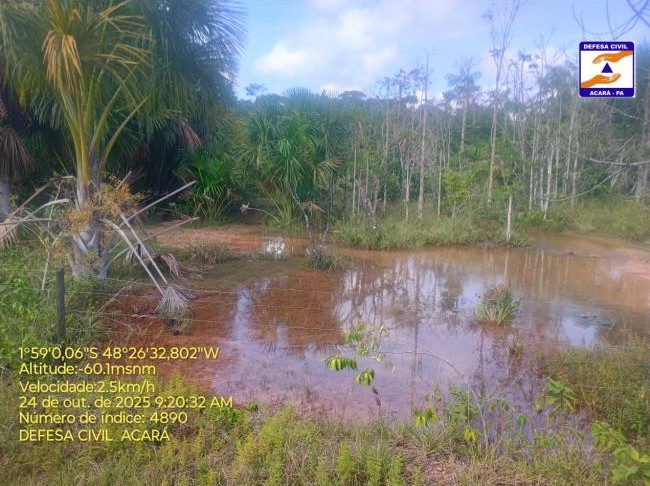 DEFESA CIVIL
ACARÁ - PA
1°59'0,06"S 48°26'32,802"W
Altitude:-60.1msnm
Velocidade:2.5km/h
24 de out. de 2025 9:20:32 AM
Número de índice: 4890
DEFESA CIVIL ACARÁ